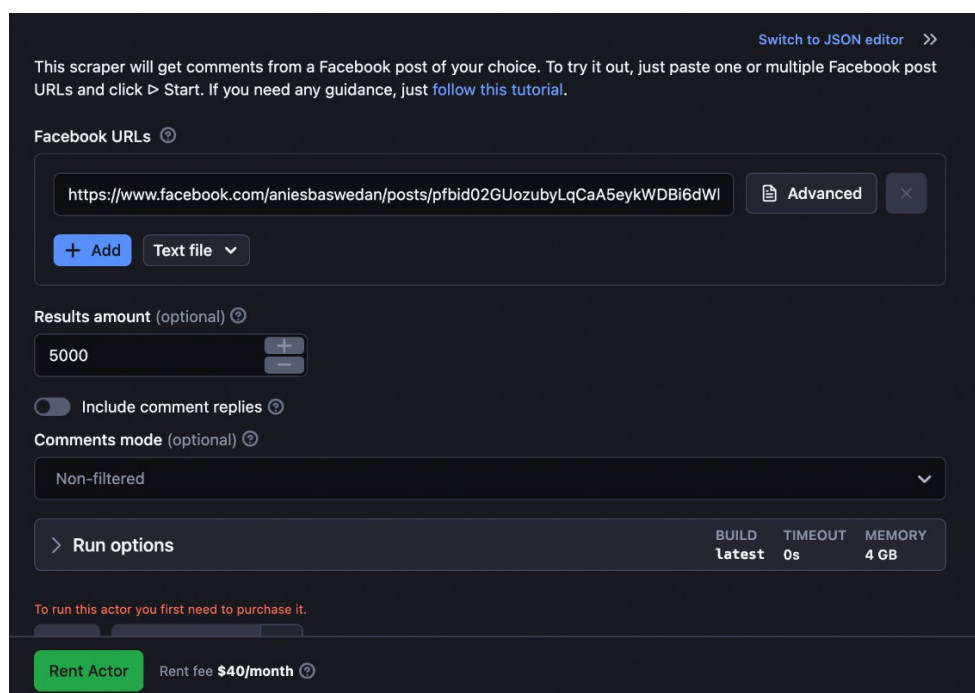 Switch to JSON editor
This scraper will get comments from a Facebook post of your choice. To try it out, just paste one or multiple Facebook post
URLs and click ▷ Start. If you need any guidance, just follow this tutorial.
Facebook URLs
https://www.facebook.com/aniesbaswedan/posts/pfbid02GUozubyLqCaA5eykWDBi6dWl
Advanced
+ Add
Text file
Results amount (optional)
5000
Include comment replies
Comments mode (optional)
Non-filtered
Run options
BUILD TIMEOUT MEMORY
latest 0s 4 GB
To run this actor you first need to purchase it.
Rent Actor
Rent fee $40/month